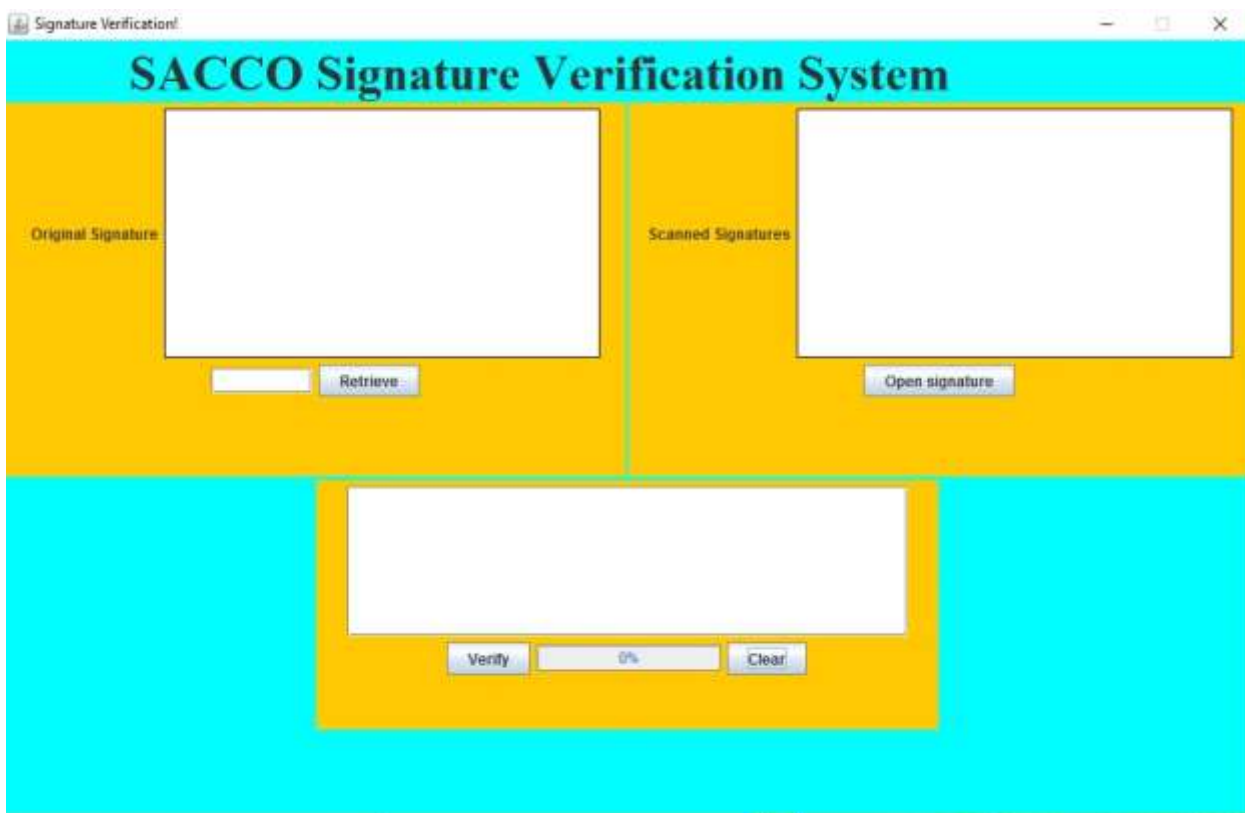 Signature Verification!
SACCO Signature Verification System
Original Signature
Scanned Signatures
Retrieve
Open signature
Verify 0% Clear